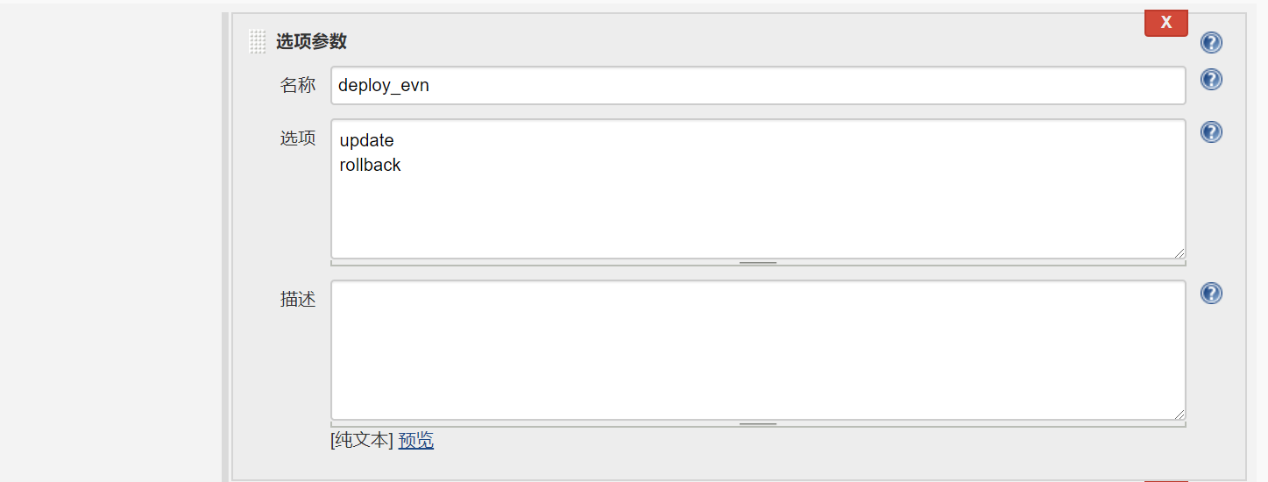 X
选项参数
名称 deploy_evn
选项 update
rollback
描述
[纯文本] 预览